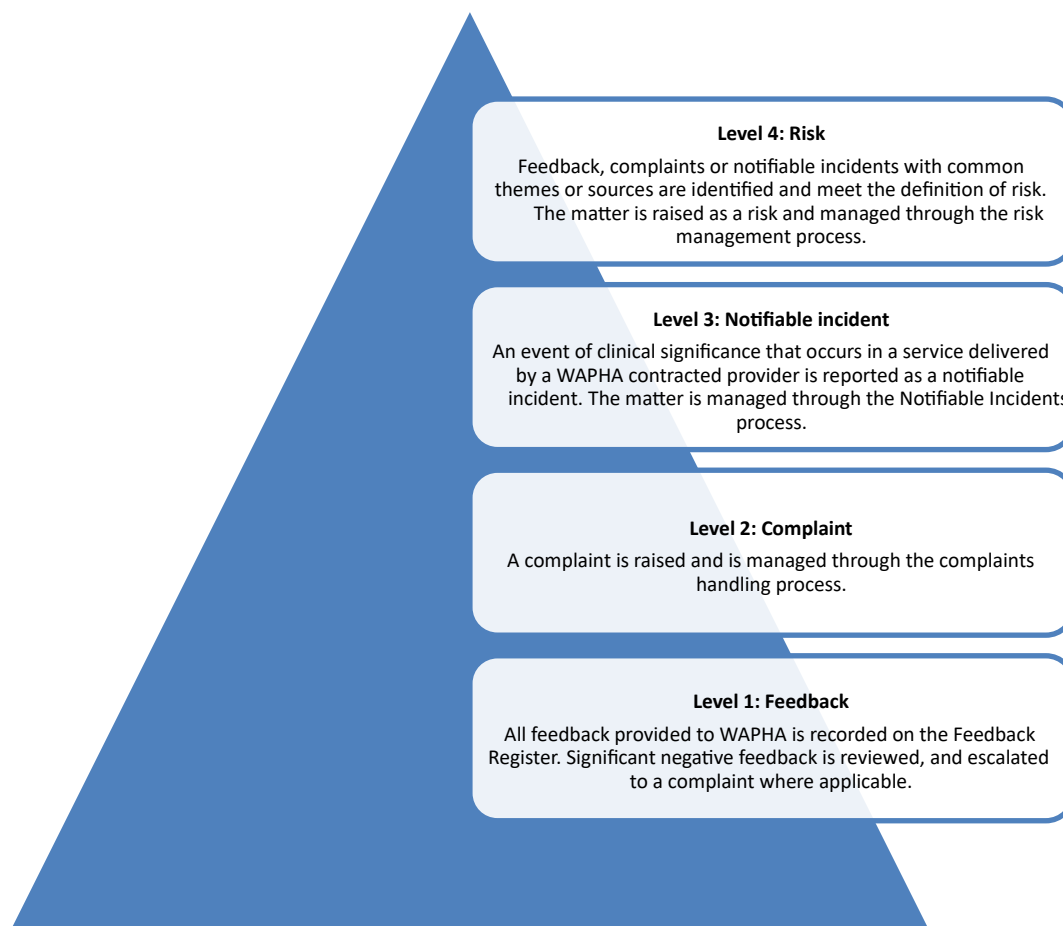 Level 4: Risk
Feedback, complaints or notifiable incidents with common
themes or sources are identified and meet the definition of risk.
The matter is raised as a risk and managed through the risk
management process.
Level 3: Notifiable incident
An event of clinical significance that occurs in a service delivered
by a WAPHA contracted provider is reported as a notifiable
incident. The matter is managed through the Notifiable Incidents
process.
Level 2: Complaint
A complaint is raised and is managed through the complaints
handling process.
Level 1: Feedback
All feedback provided to WAPHA is recorded on the Feedback
Register. Significant negative feedback is reviewed, and escalated
to a complaint where applicable.